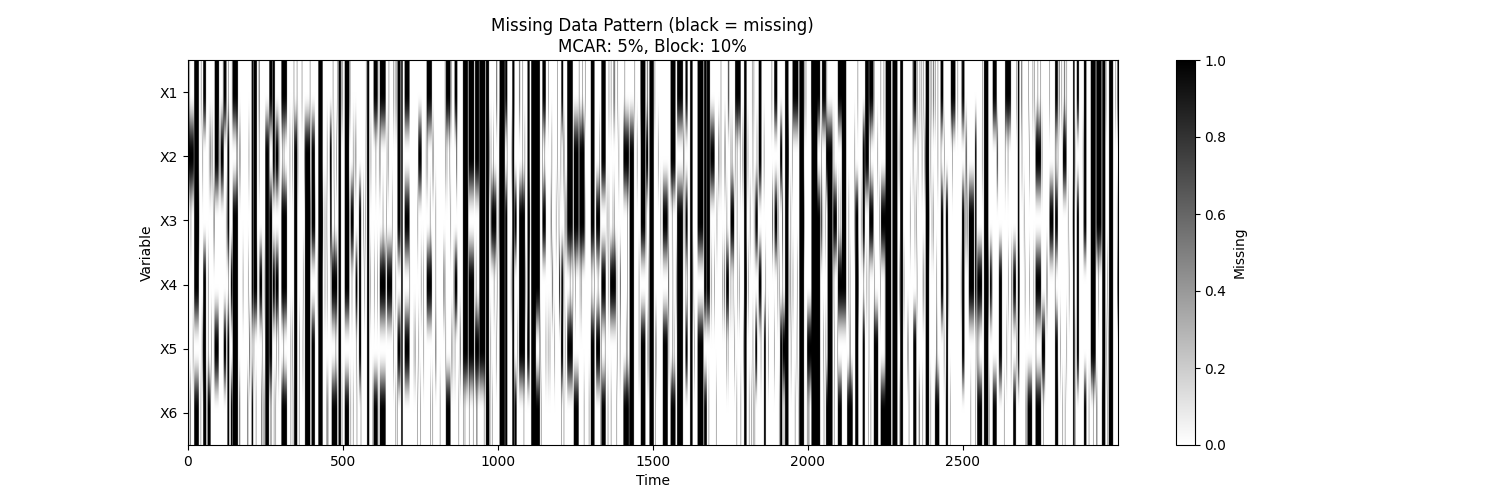 Missing Data Pattern (black = missing)
MCAR: 5%, Block: 10%
X1
X2
X3
X4
X5
X6
Variable
0
500
1000
1500
2000
2500
Time
1.0
0.8
0.6
0.4
0.2
0.0
Missing